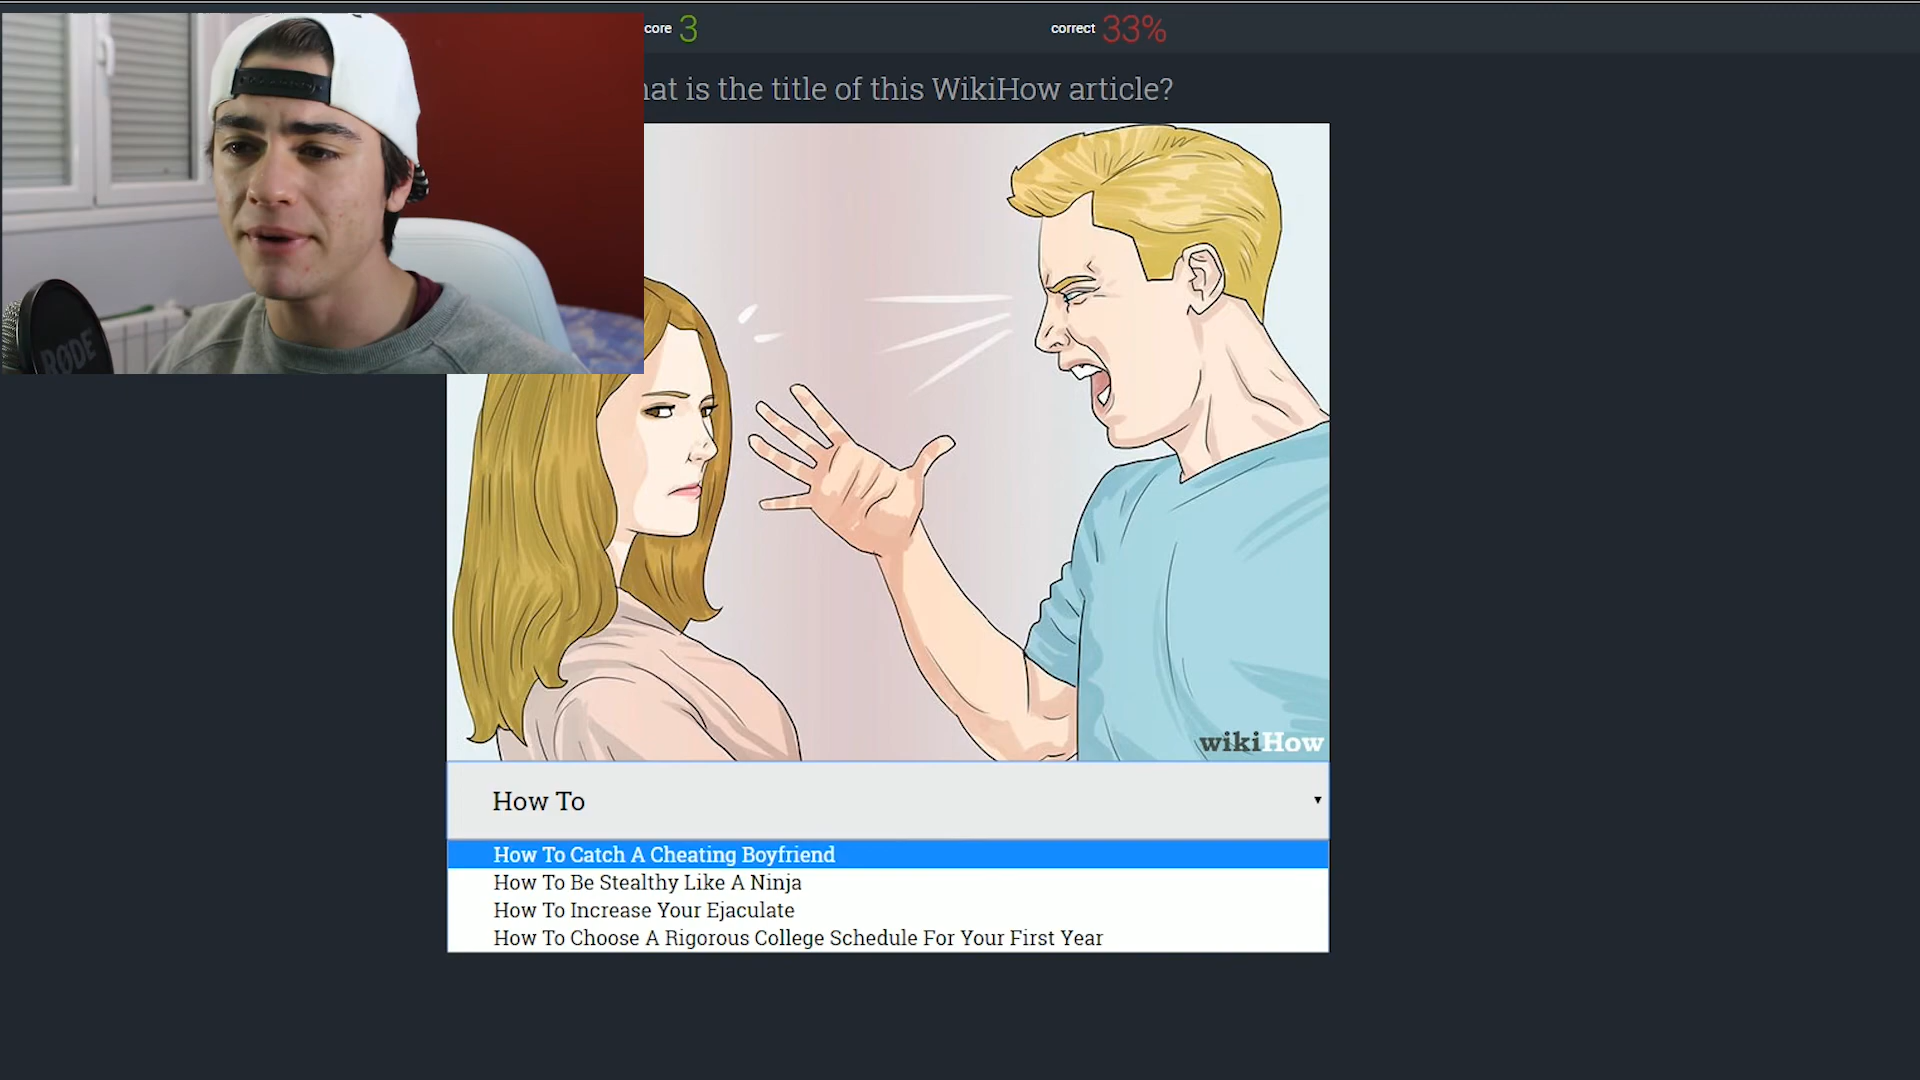 core 3
correct 33%
hat is the title of this WikiHow article?
RØDE
wikiHow
How To
How To Catch A Cheating Boyfriend
How To Be Stealthy Like A Ninja
How To Increase Your Ejaculate
How To Choose A Rigorous College Schedule For Your First Year